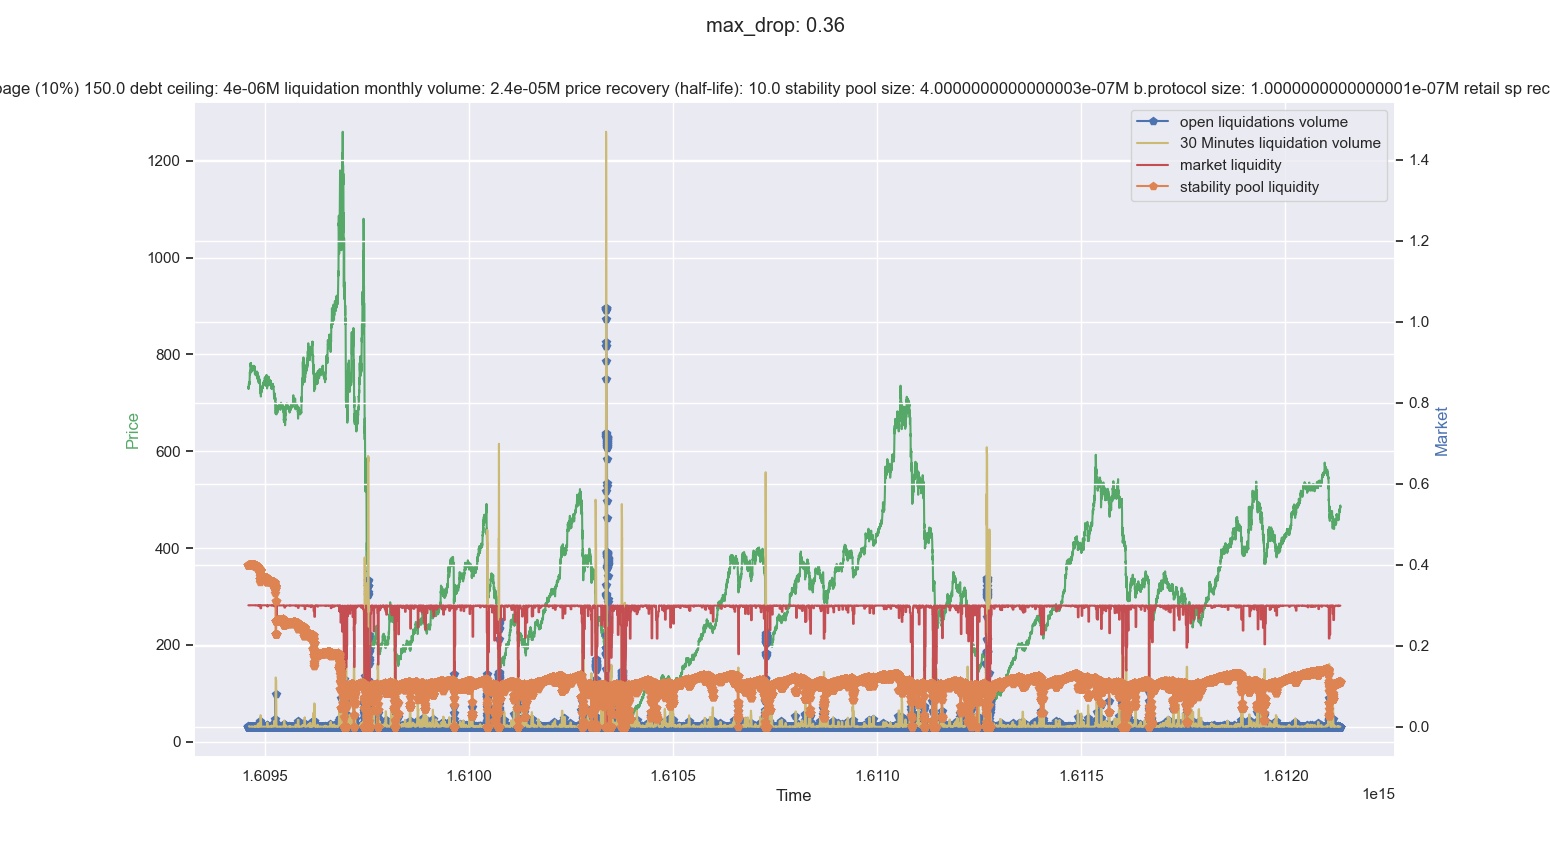 max_drop: 0.36
page (10%) 150.0 debt ceiling: 4e-06M liquidation monthly volume: 2.4e-05M price recovery (half-life): 10.0 stability pool size: 4.0000000000000003e-07M b.protocol size: 1.0000000000000001e-07M retail sp rec
open liquidations volume
30 Minutes liquidation volume
market liquidity
stability pool liquidity
1200
1000
800
600
400
200
0
Price
1.4
1.2
1.0
0.8
0.6
0.4
0.2
0.0
Market
1.6095 1.6100 1.6105 1.6110 1.6115 1.6120
1e15
Time